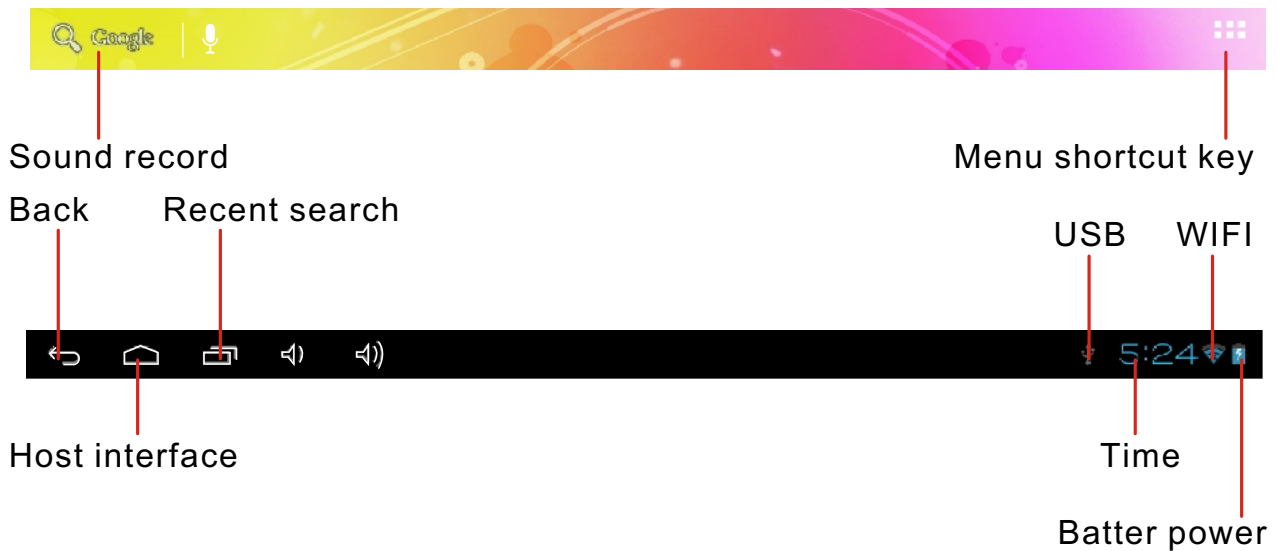 Google
Sound record
Menu shortcut key
Back Recent search
USB WIFI
5:24
Host interface
Time
Batter power